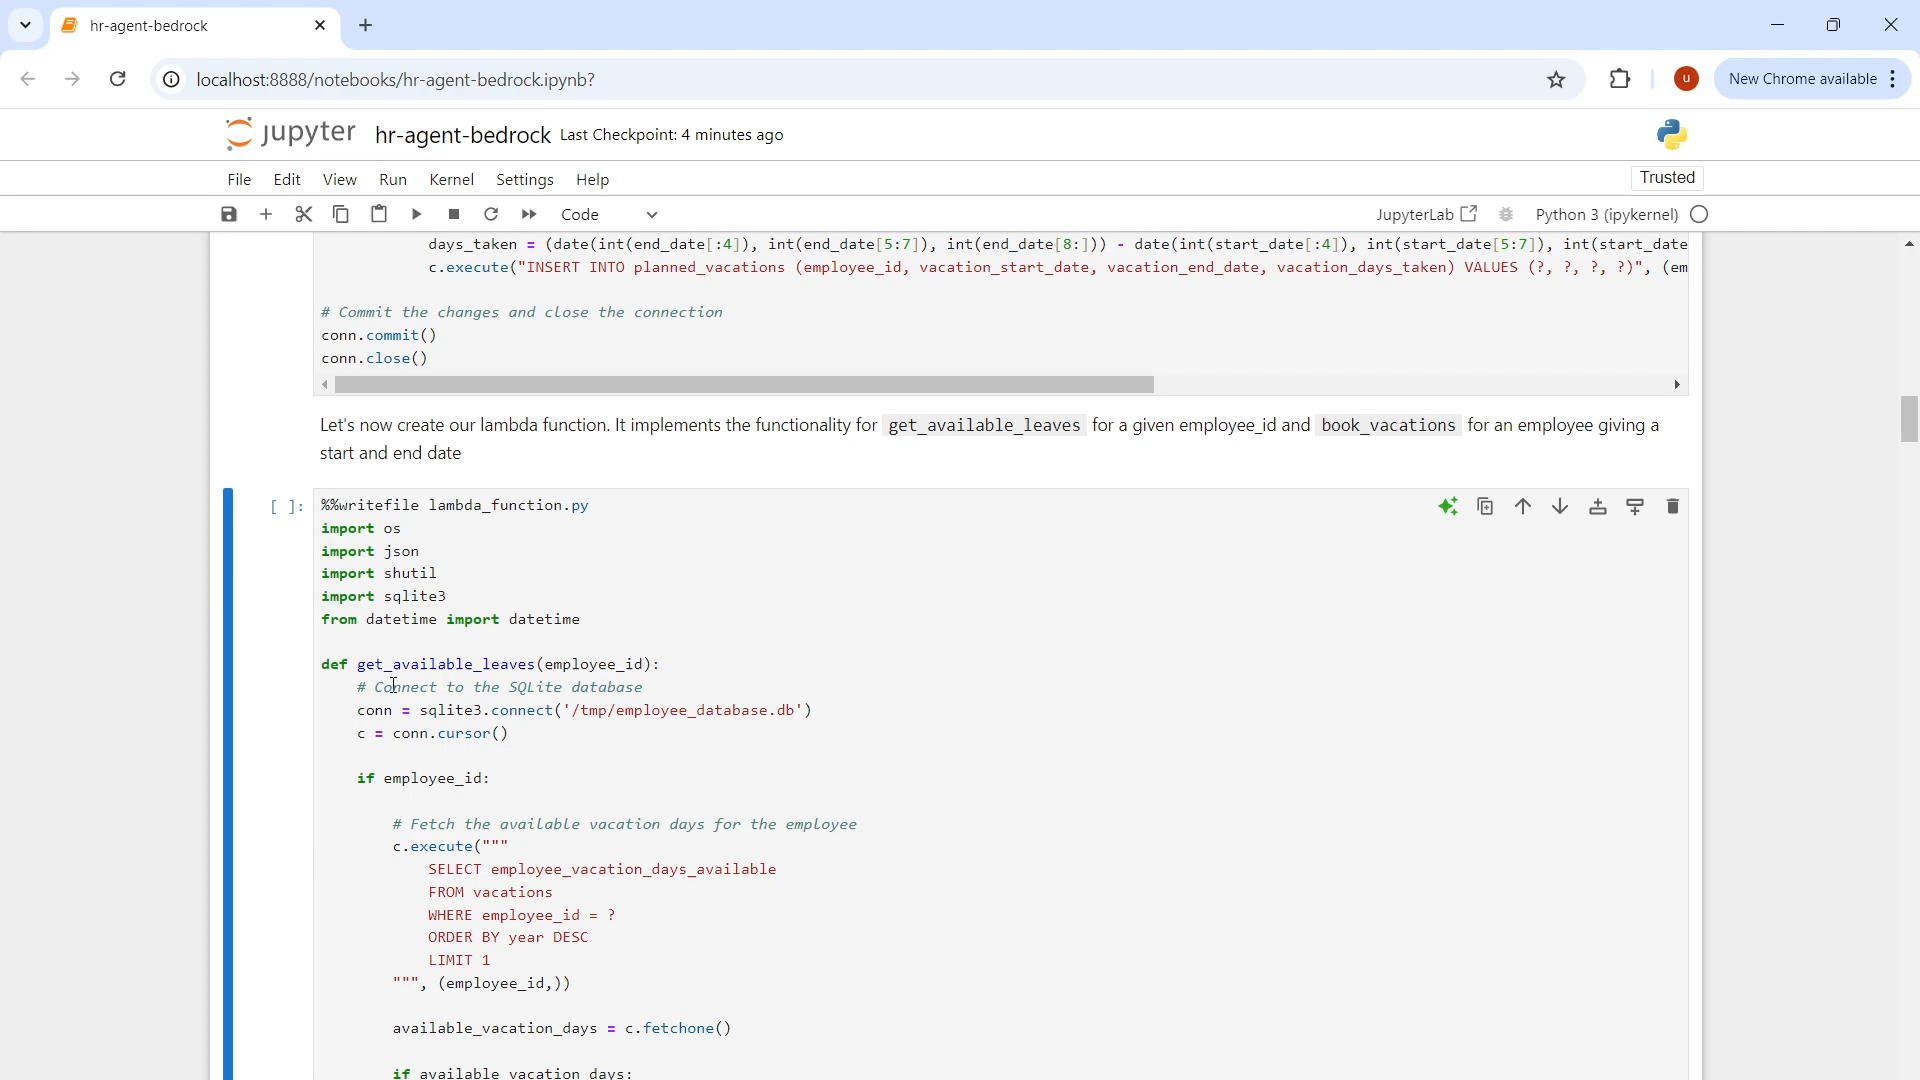 hr-agent-bedrock
localhost:8888/notebooks/hr-agent-bedrock.ipynb?
u
New Chrome available
jupyter hr-agent-bedrock Last Checkpoint: 4 minutes ago
File Edit View Run Kernel Settings Help
Trusted
Code
JupyterLab
Python 3 (ipykernel)
days_taken = (date(int(end_date[:4]), int(end_date[5:7]), int(end_date[8:])) - date(int(start_date[:4]), int(start_date[5:7]), int(start_date
c.execute("INSERT INTO planned_vacations (employee_id, vacation_start_date, vacation_end_date, vacation_days_taken) VALUES (?, ?, ?, ?)", (em
# Commit the changes and close the connection
conn.commit()
conn.close()
Let's now create our lambda function. It implements the functionality for get_available_leaves for a given employee_id and book_vacations for an employee giving a
start and end date
[ ]:
%%writefile lambda_function.py
import os
import json
import shutil
import sqlite3
from datetime import datetime
def get_available_leaves(employee_id):
# Connect to the SQLite database
conn = sqlite3.connect('/tmp/employee_database.db')
c = conn.cursor()
if employee_id:
# Fetch the available vacation days for the employee
c.execute("""
SELECT employee_vacation_days_available
FROM vacations
WHERE employee_id = ?
ORDER BY year DESC
LIMIT 1
""", (employee_id,))
available_vacation_days = c.fetchone()
if available_vacation_days: